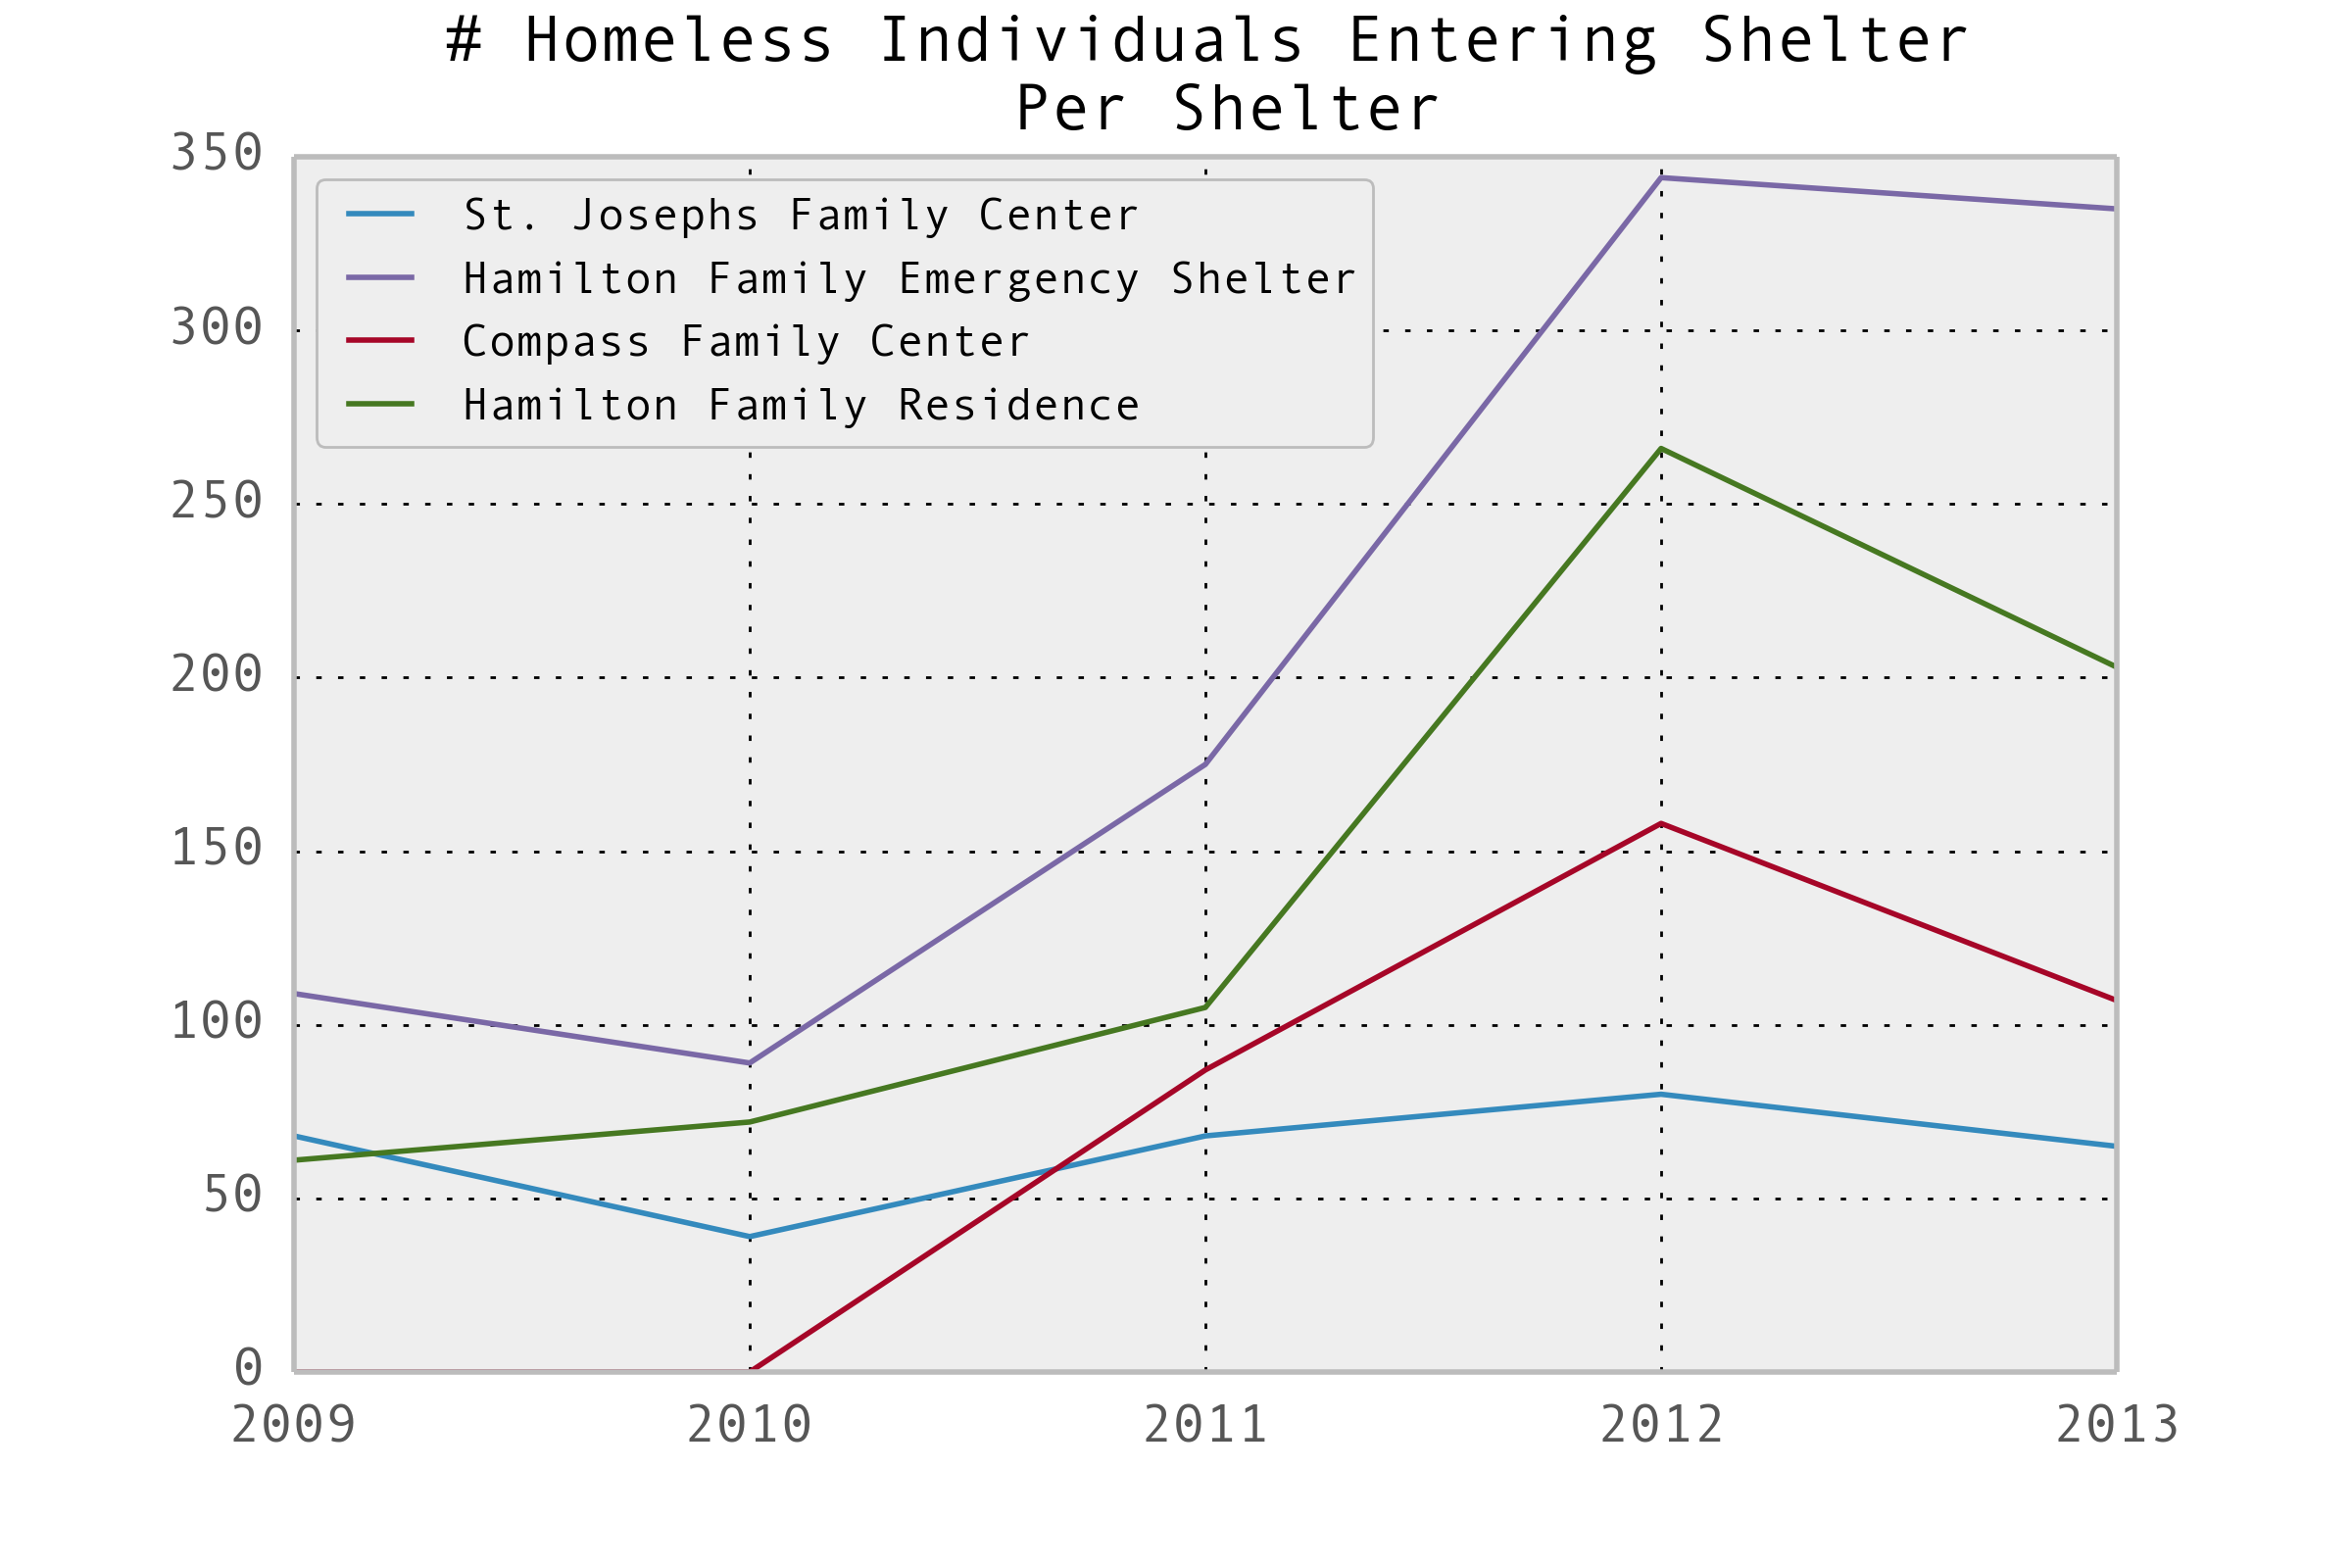 # Homeless Individuals Entering Shelter
Per Shelter
350
300
250
200
150
100
50
0
St. Josephs Family Center
Hamilton Family Emergency Shelter
Compass Family Center
Hamilton Family Residence
2009 2010 2011 2012 2013